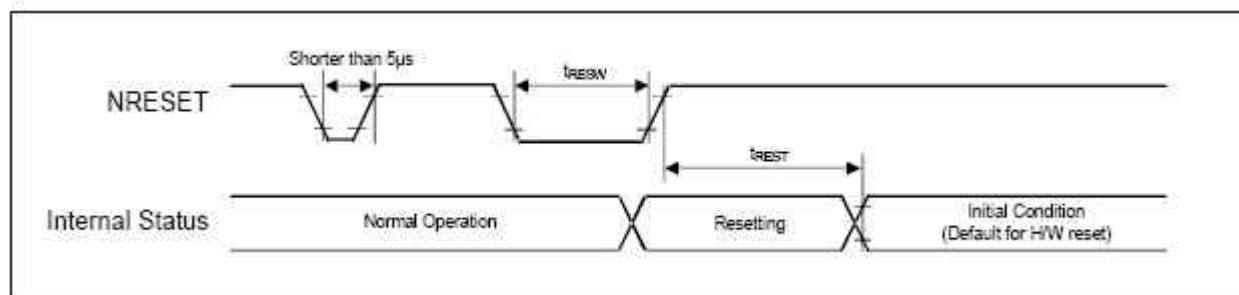 Shorter than 5µs
tRESW
NRESET
tREST
Internal Status
Normal Operation
Resetting
Initial Condition
(Default for H/W reset)